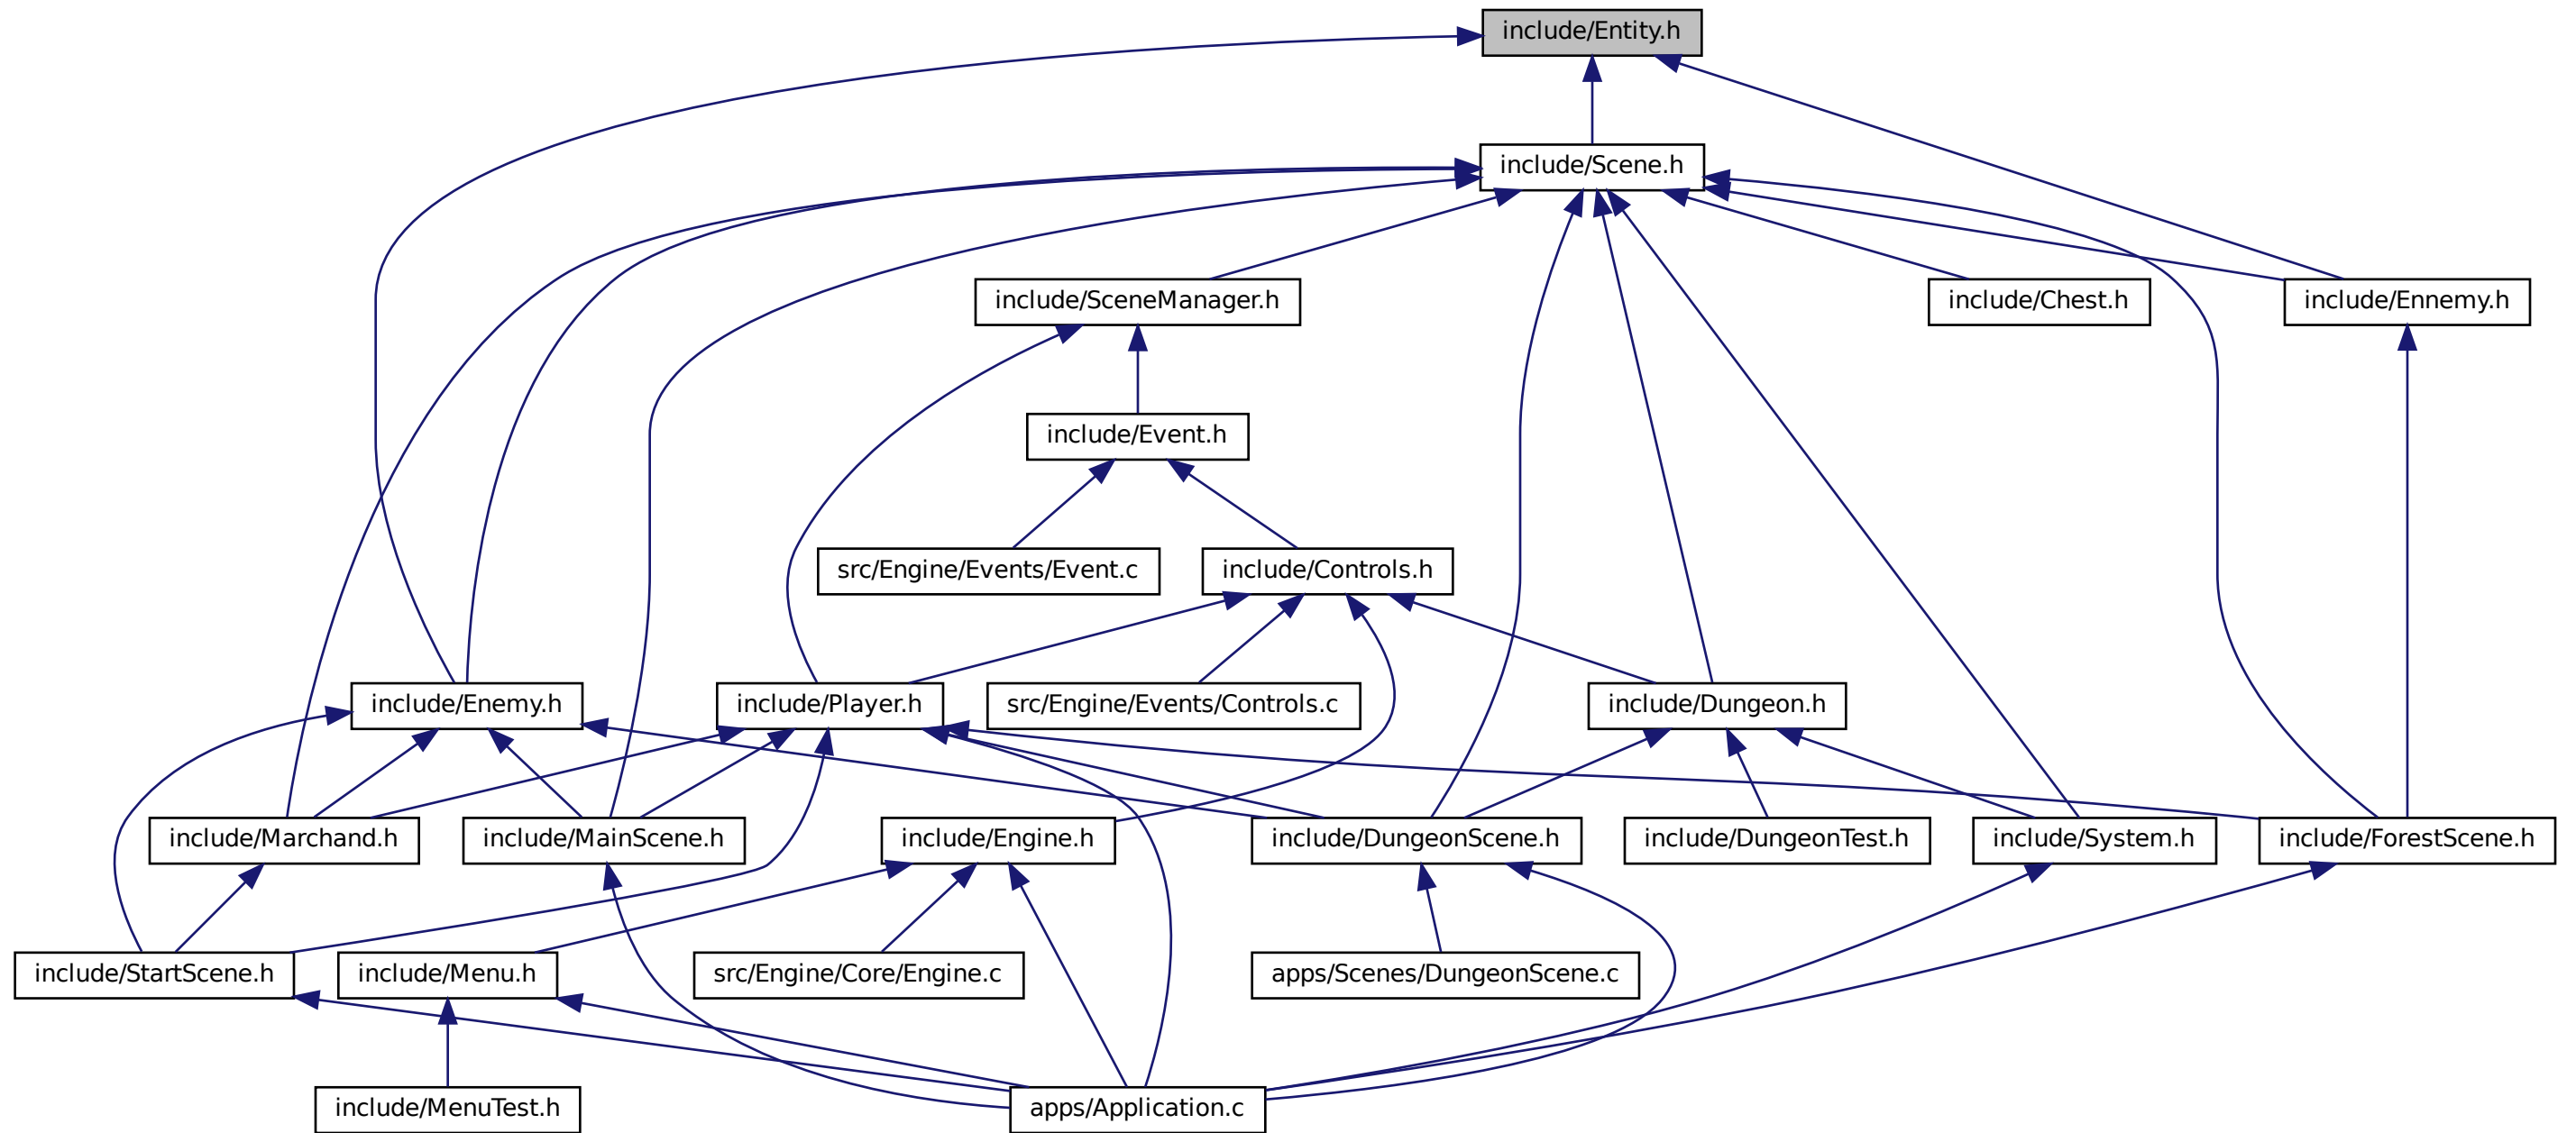 include/Entity.h
include/Scene.h
include/SceneManager.h
include/Chest.h
include/Ennemy.h
include/Event.h
src/Engine/Events/Event.c
include/Controls.h
include/Enemy.h
include/Player.h
src/Engine/Events/Controls.c
include/Dungeon.h
include/Marchand.h
include/MainScene.h
include/Engine.h
include/DungeonScene.h
include/DungeonTest.h
include/System.h
include/ForestScene.h
include/StartScene.h
include/Menu.h
src/Engine/Core/Engine.c
apps/Scenes/DungeonScene.c
include/MenuTest.h
apps/Application.c